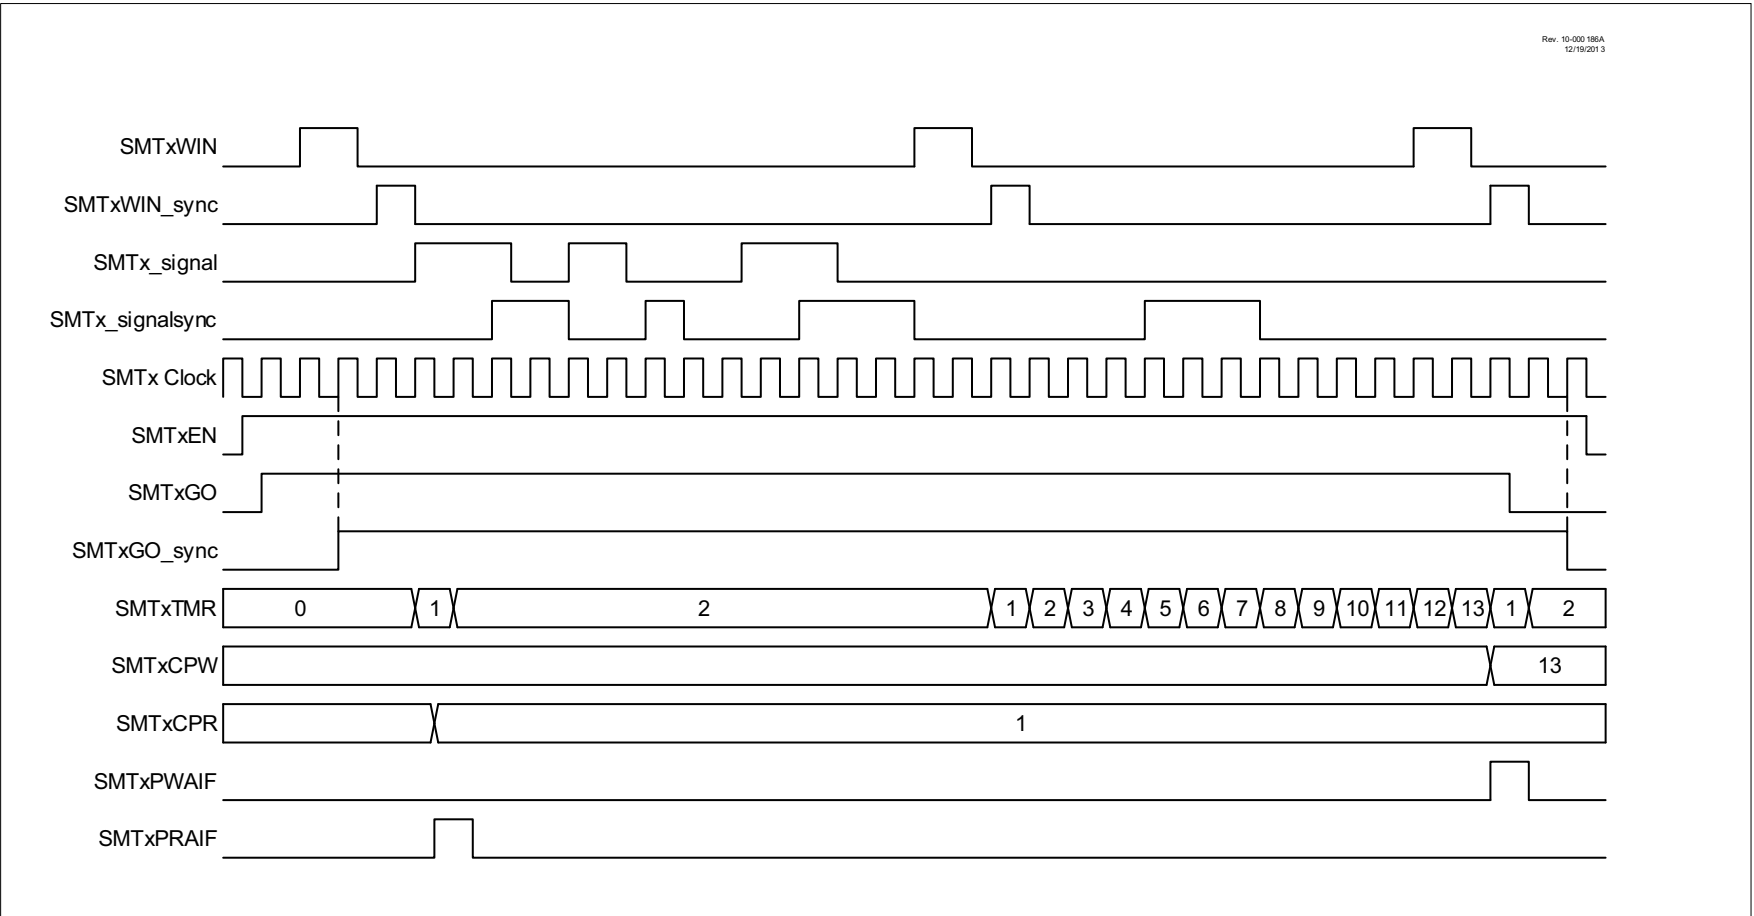 Rev. 10-000 186A
12/19/201 3
SMTxWIN
SMTxWIN_sync
SMTx_signal
SMTx_signalsync
SMTx Clock
SMTxEN
SMTxGO
SMTxGO_sync
SMTxTMR 0 1 2 1 2 3 4 5 6 7 8 9 10 11 12 13 1 2
SMTxCPW 13
SMTxCPR 1
SMTxPWAIF
SMTxPRAIF